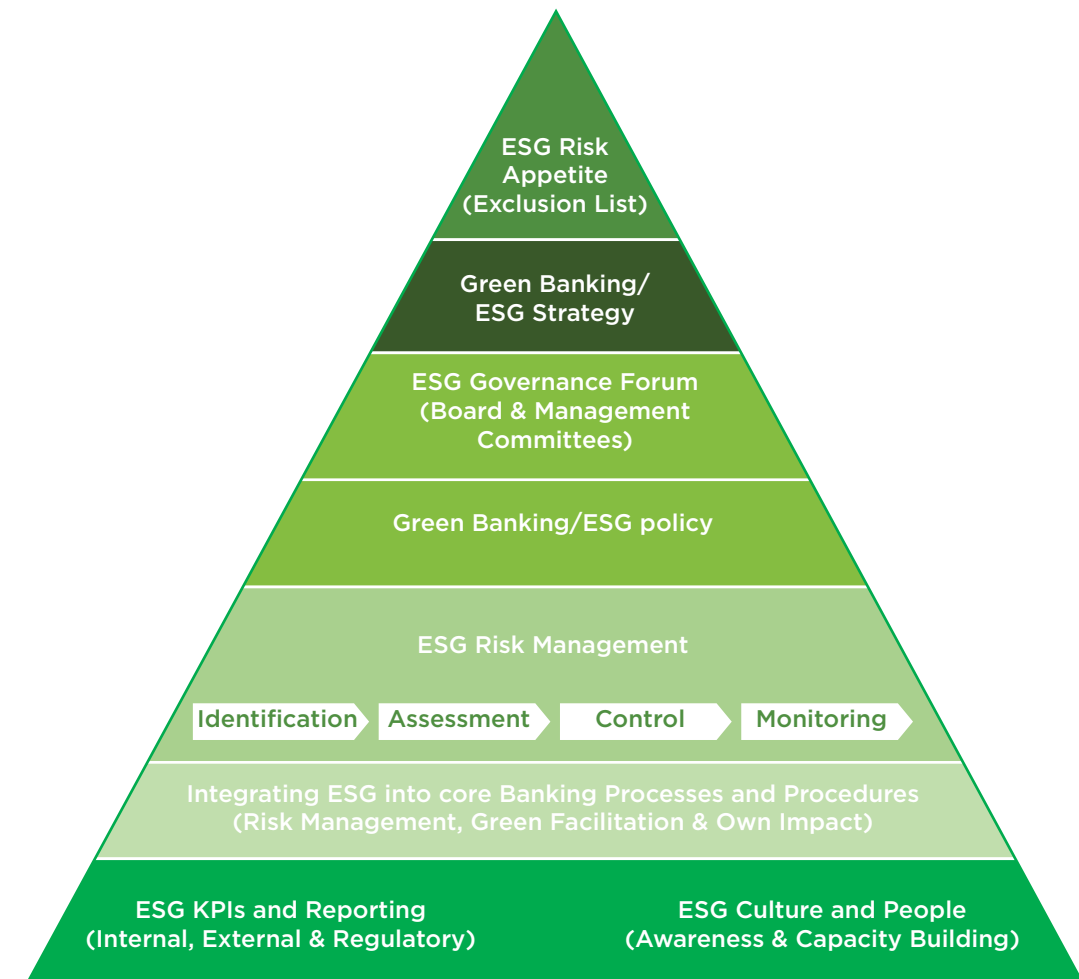 ESG Risk
Appetite
(Exclusion List)
Green Banking/
ESG Strategy
ESG Governance Forum
(Board & Management
Committees)
Green Banking/ESG policy
ESG Risk Management
Identification
Assessment
Control
Monitoring
Integrating ESG into core Banking Processes and Procedures
(Risk Management, Green Facilitation & Own Impact)
ESG KPIs and Reporting
(Internal, External & Regulatory)
ESG Culture and People
(Awareness & Capacity Building)